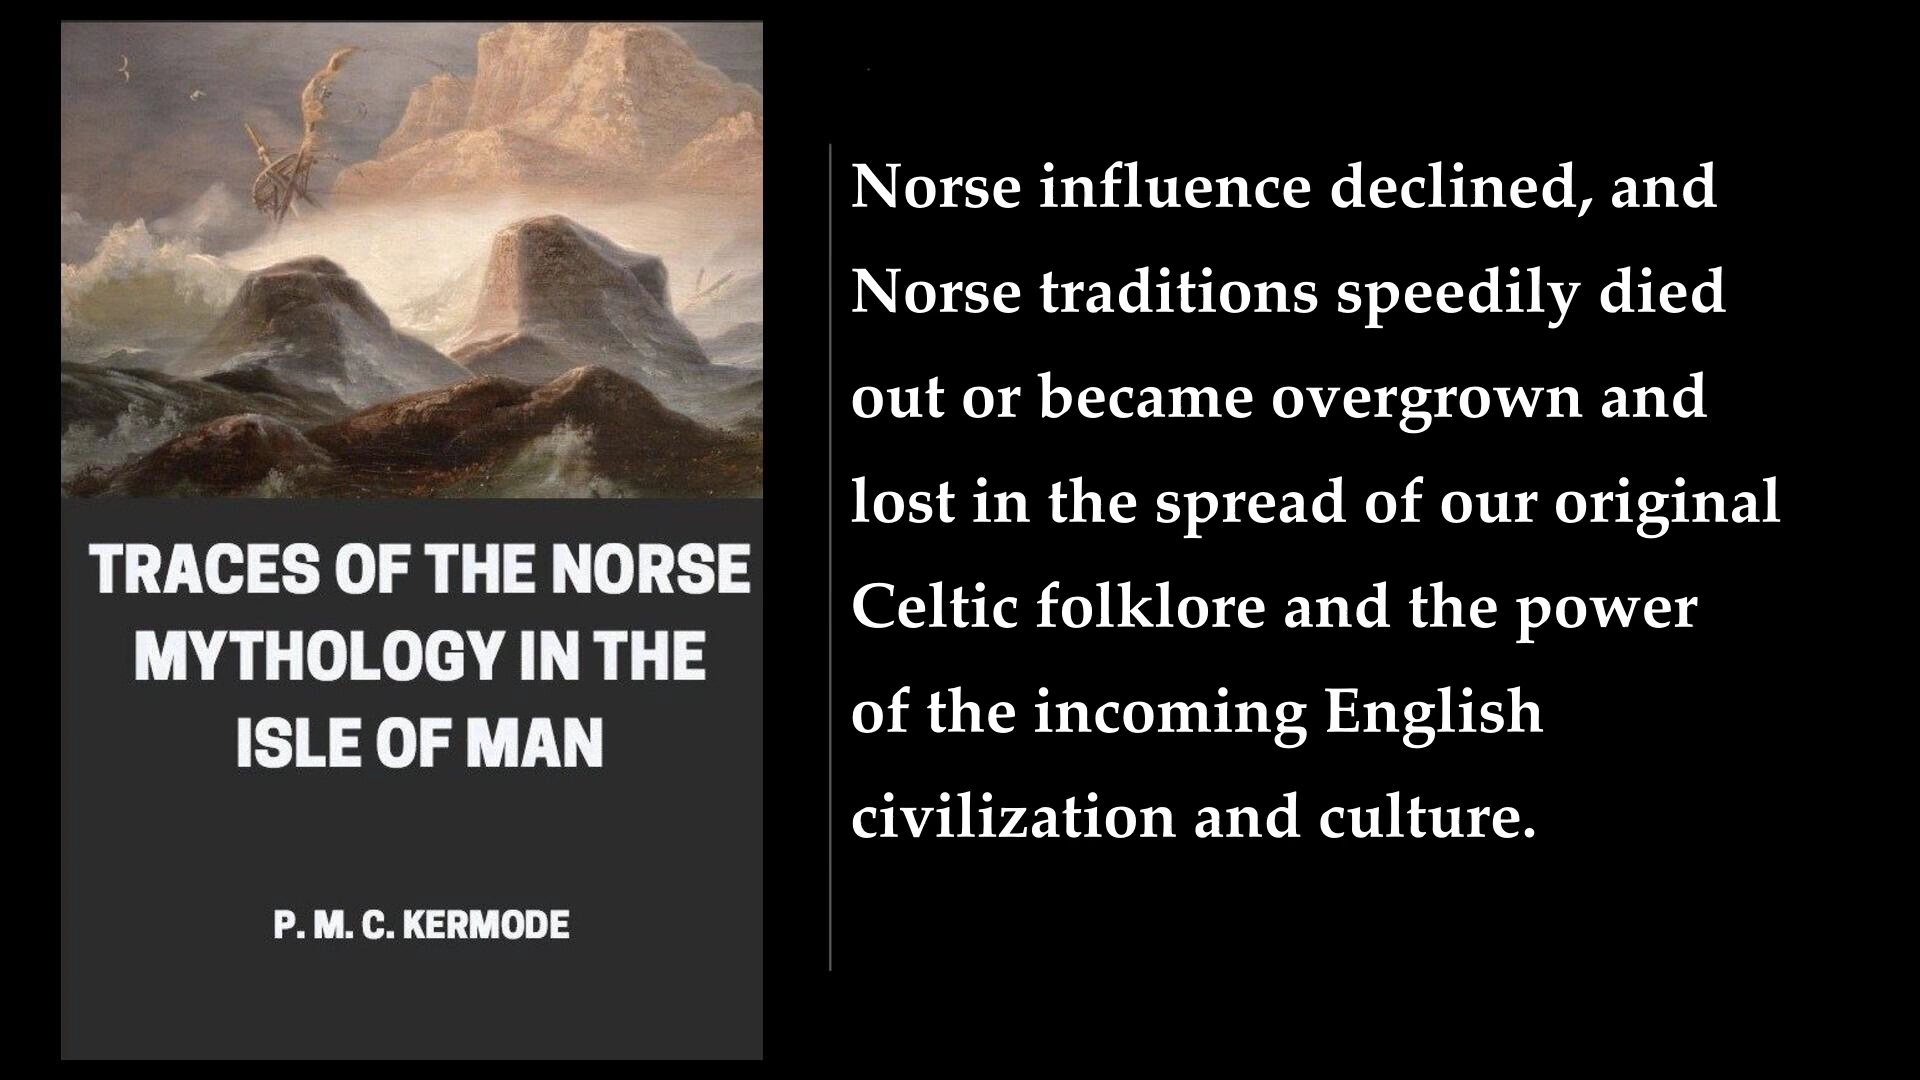 TRACES OF THE NORSE
MYTHOLOGY IN THE
ISLE OF MAN
P. M. C. KERMODE
Norse influence declined, and
Norse traditions speedily died
out or became overgrown and
lost in the spread of our original
Celtic folklore and the power
of the incoming English
civilization and culture.